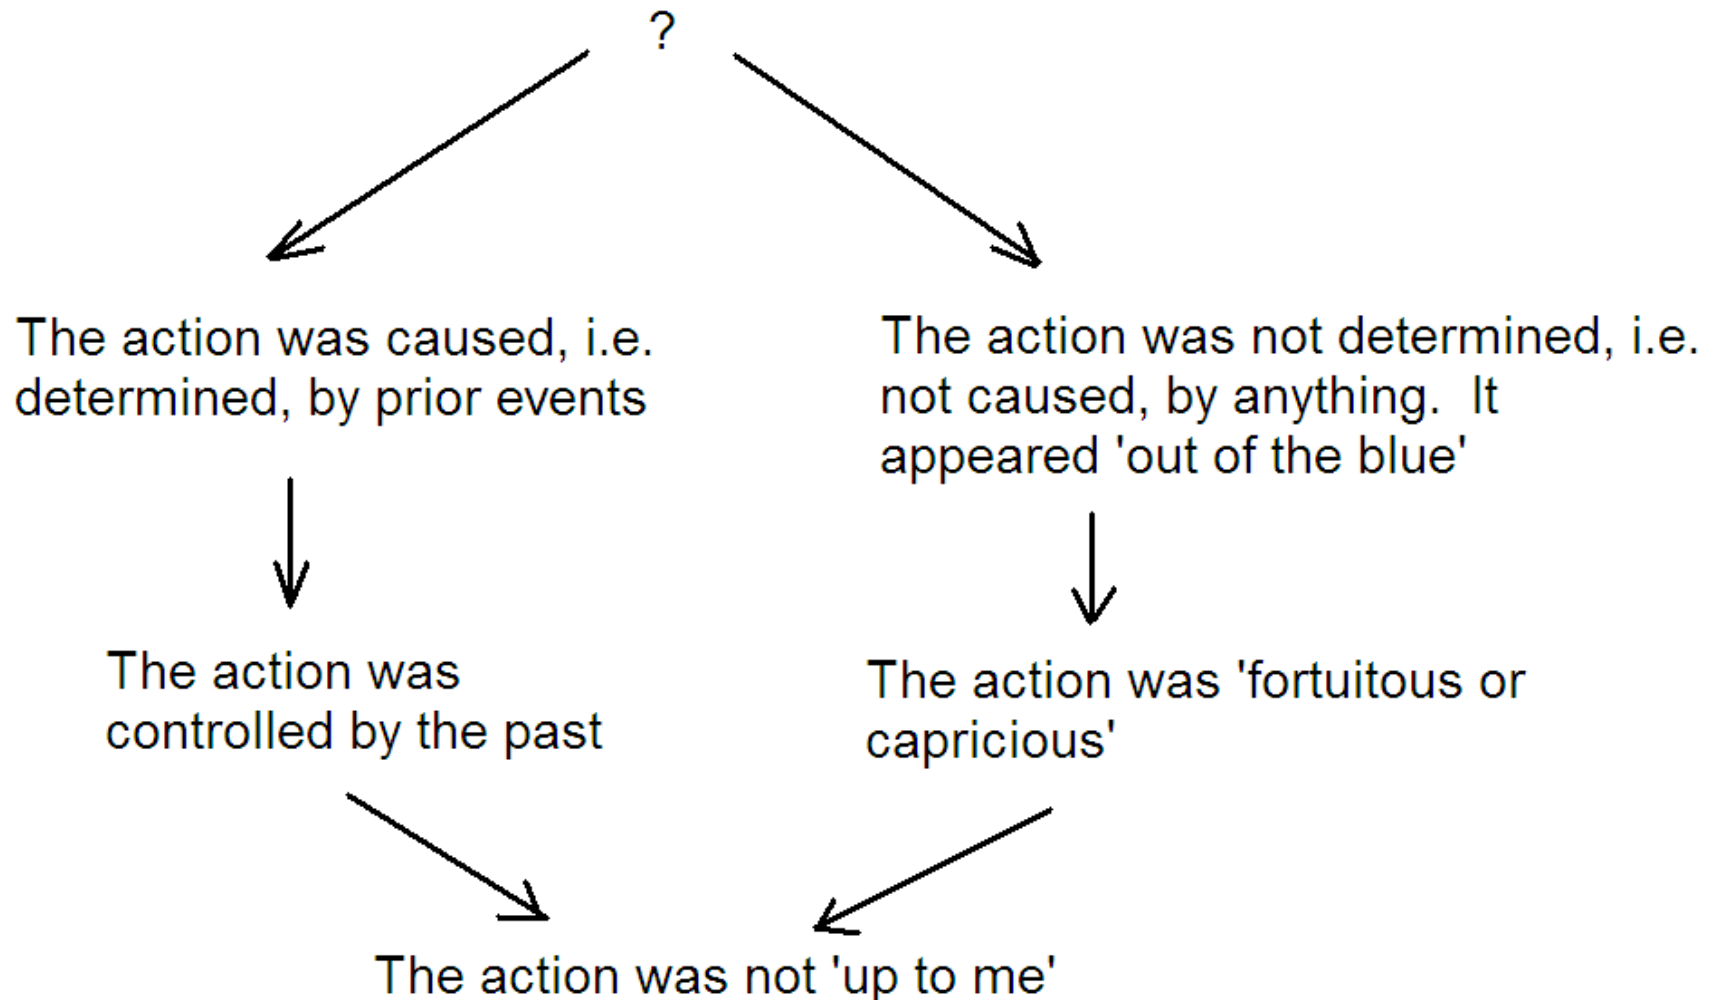 ?
The action was caused, i.e.
determined, by prior events
The action was not determined, i.e.
not caused, by anything.  It
appeared 'out of the blue'
The action was
controlled by the past
The action was 'fortuitous or
capricious'
The action was not 'up to me'